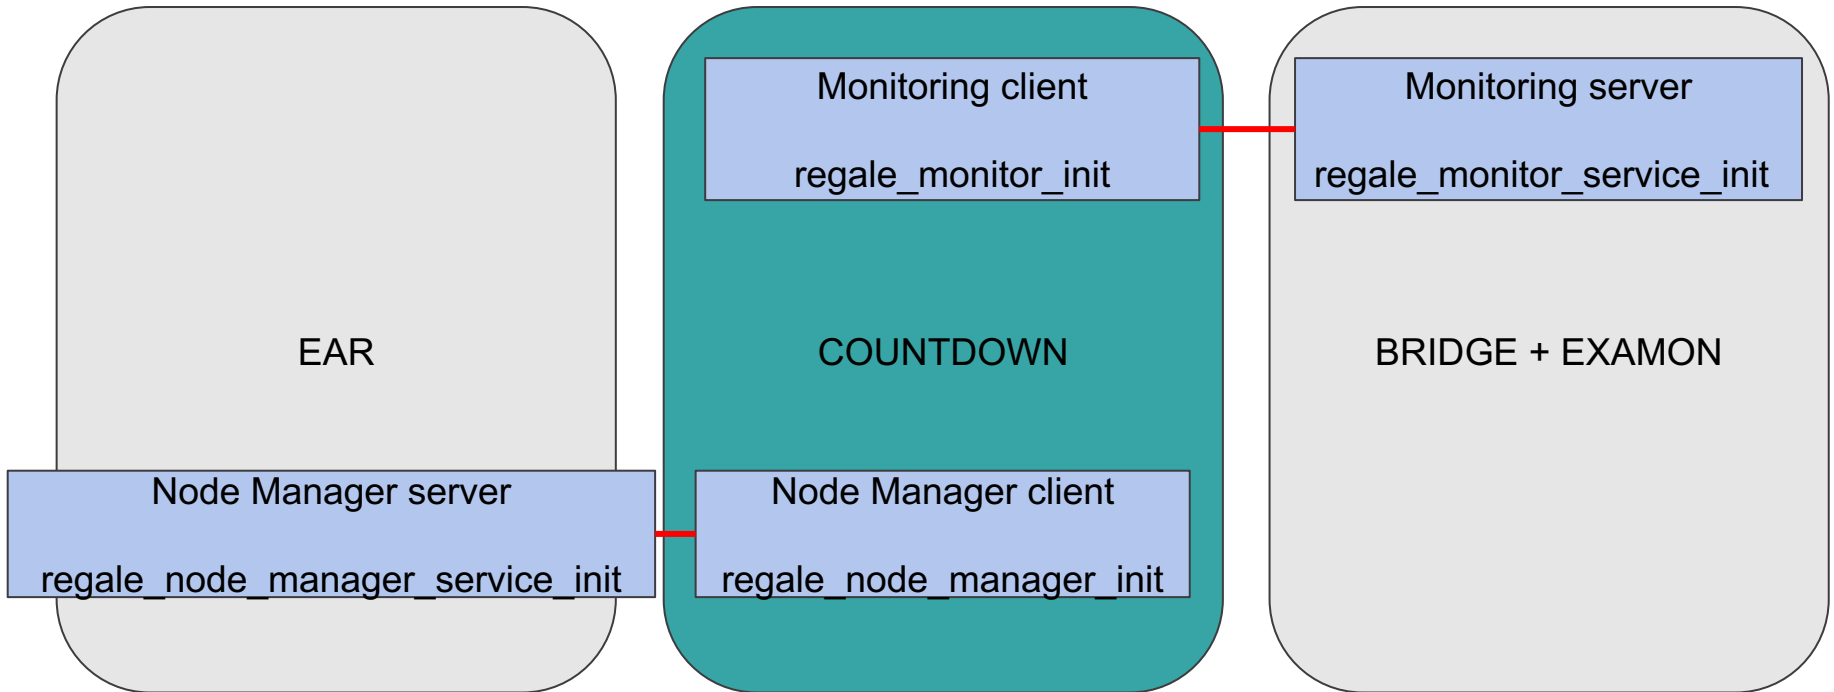 Monitoring client
regale_monitor_init
Monitoring server
regale_monitor_service_init
EAR
COUNTDOWN
BRIDGE + EXAMON
Node Manager server
regale_node_manager_service_init
Node Manager client
regale_node_manager_init